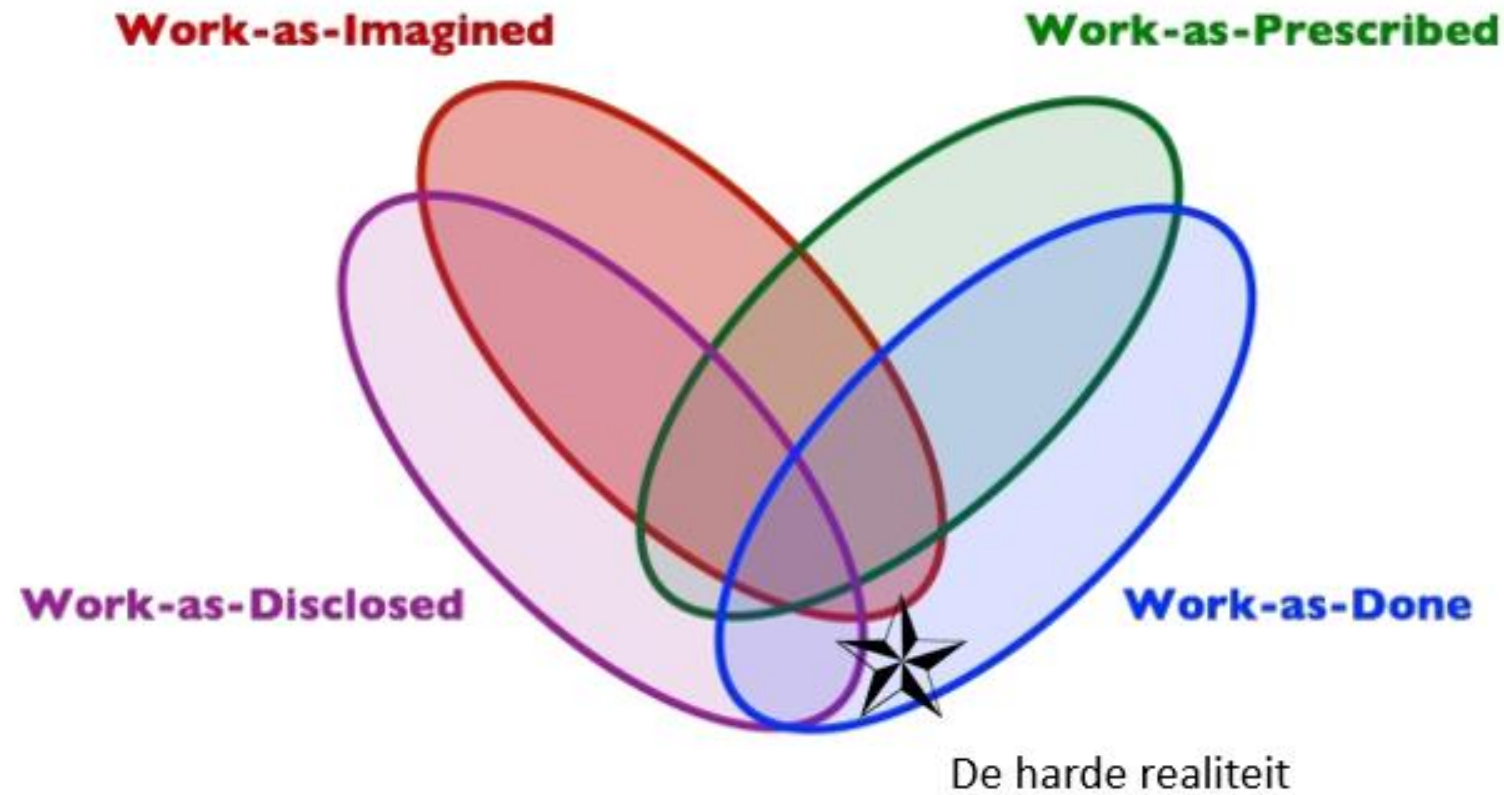 Work-as-Imagined
Work-as-Prescribed
Work-as-Disclosed
Work-as-Done
De harde realiteit